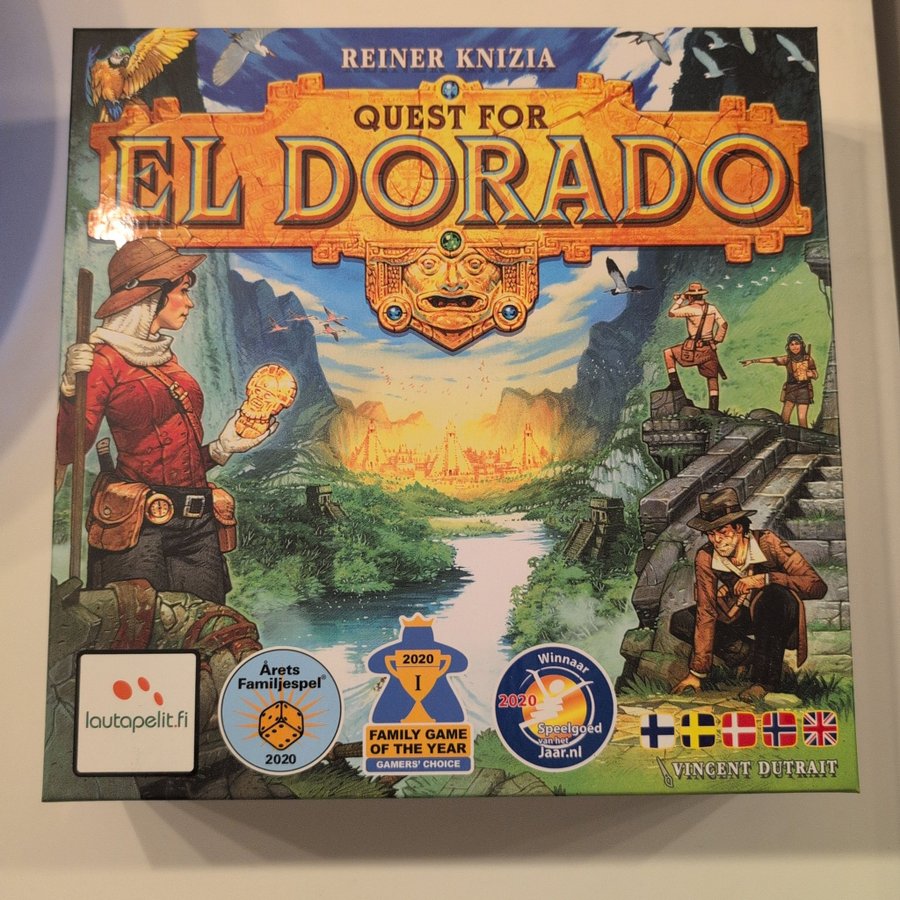 REINER KNIZIA
QUEST FOR
EL DORADO
lautapelit.fi
Årets
Familjespel®
2020
2020
I
FAMILY GAME
OF THE YEAR
GAMERS' CHOICE
Winnaar
2020
Speelgoed
van het
Jaar.nl
VINCENT DUTRAIT